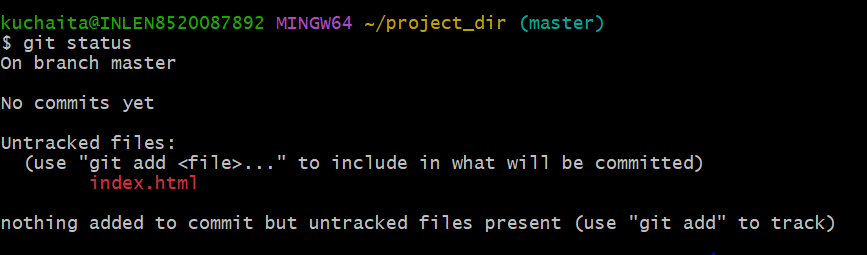 kuchaita@INLEN8520087892 MINGW64 ~/project_dir (master)
$ git status
On branch master
No commits yet
Untracked files:
(use "git add <file>..." to include in what will be committed)
index.html
nothing added to commit but untracked files present (use "git add" to track)